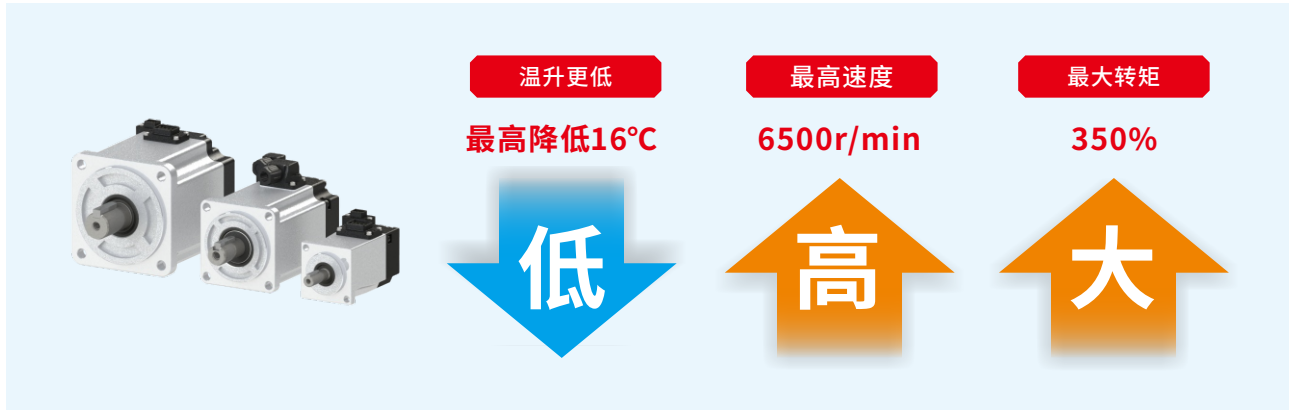 温升更低
最高降低16℃
低
最高速度
6500r/min
高
最大转矩
350%
大